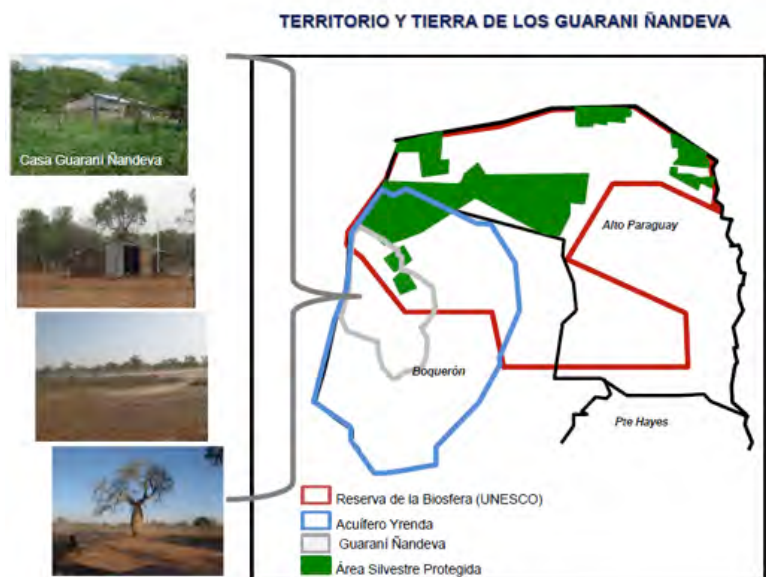 TERRITORIO Y TIERRA DE LOS GUARANI ÑANDEVA
Casa Guaraní Ñandeva
Alto Paraguay
Boquerón
Pte Hayes
Reserva de la Biosfera (UNESCO)
Acuífero Yrenda
Guaraní Ñandeva
Área Silvestre Protegida